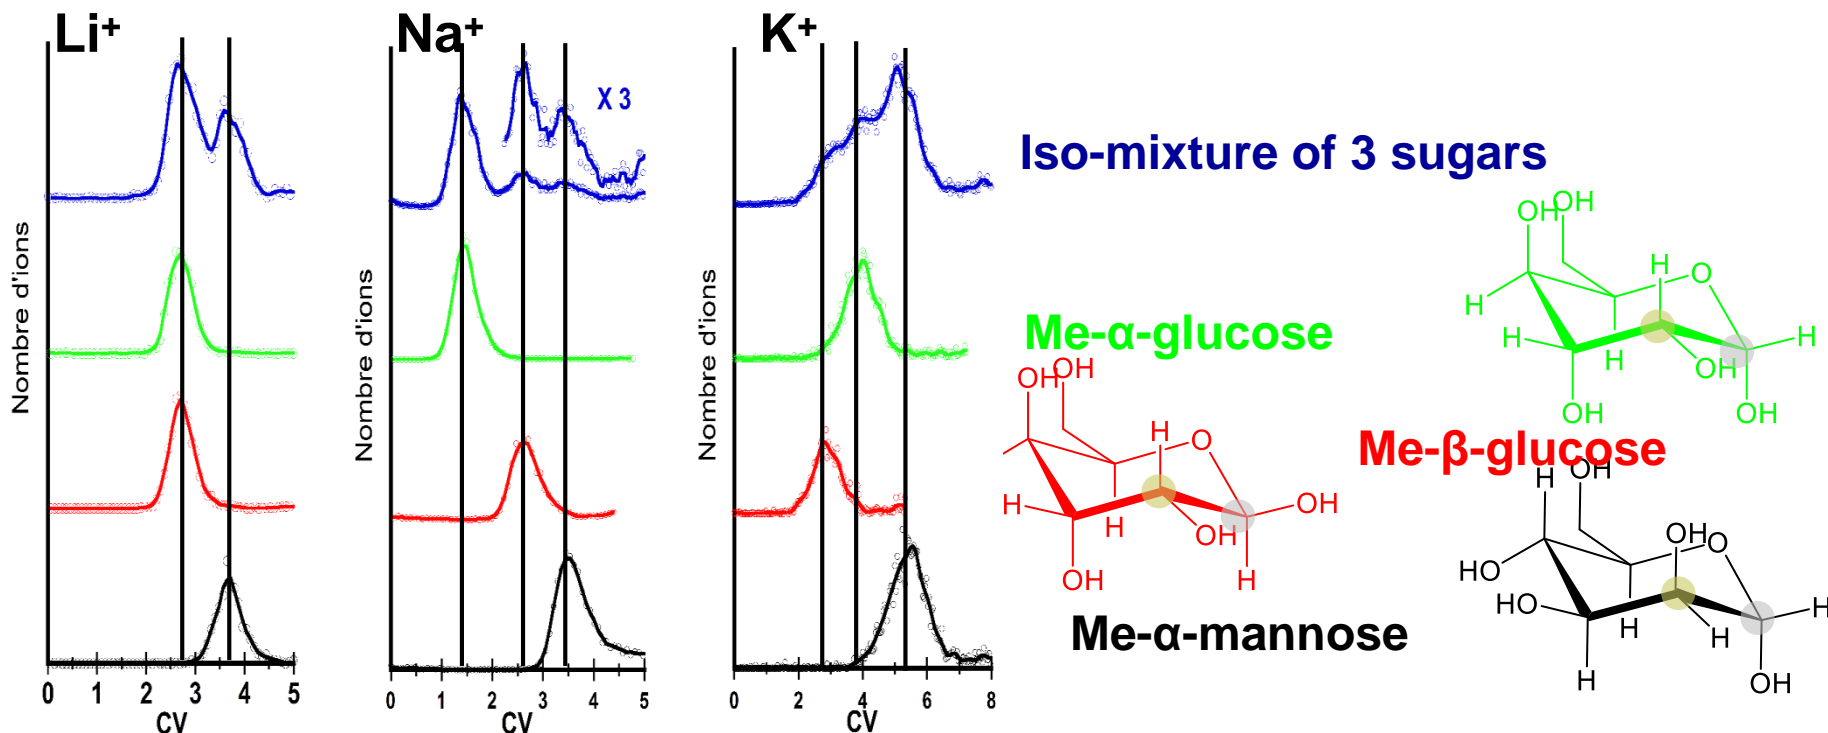 Li+
Na+
K+
X 3
Iso-mixture of 3 sugars
Nombre d'ions
Nombre d'ions
Nombre d'ions
Me-α-glucose
Me-β-glucose
Me-α-mannose
0 1 2 3 4 5
CV
0 1 2 3 4 5
CV
0 2 4 6 8
CV
OH
OH
H
O
H
H
H
OH
H
OH
OH
OH
OH
H
O
H
H
OH
OH
OH
H
H
OH
OH
O
HO
HO
H
H
H
H
OH